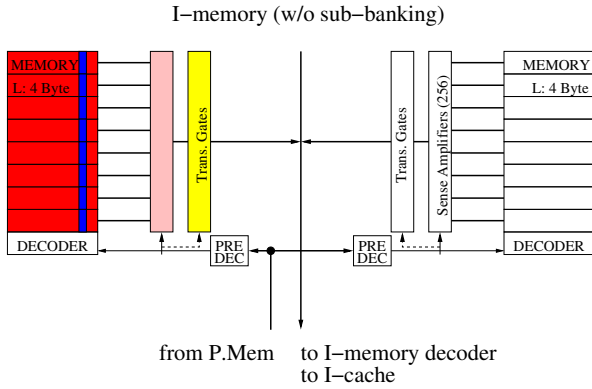 I-memory (w/o sub-banking)
MEMORY
L: 4 Byte
Trans. Gates
Trans. Gates
Sense Amplifiers (256)
MEMORY
L: 4 Byte
DECODER
PRE
DEC
PRE
DEC
DECODER
from P.Mem
to I-memory decoder
to I-cache